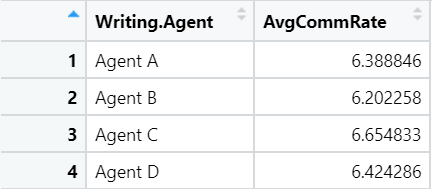 Writing.Agent AvgCommRate
1 Agent A 6.388846
2 Agent B 6.202258
3 Agent C 6.654833
4 Agent D 6.424286